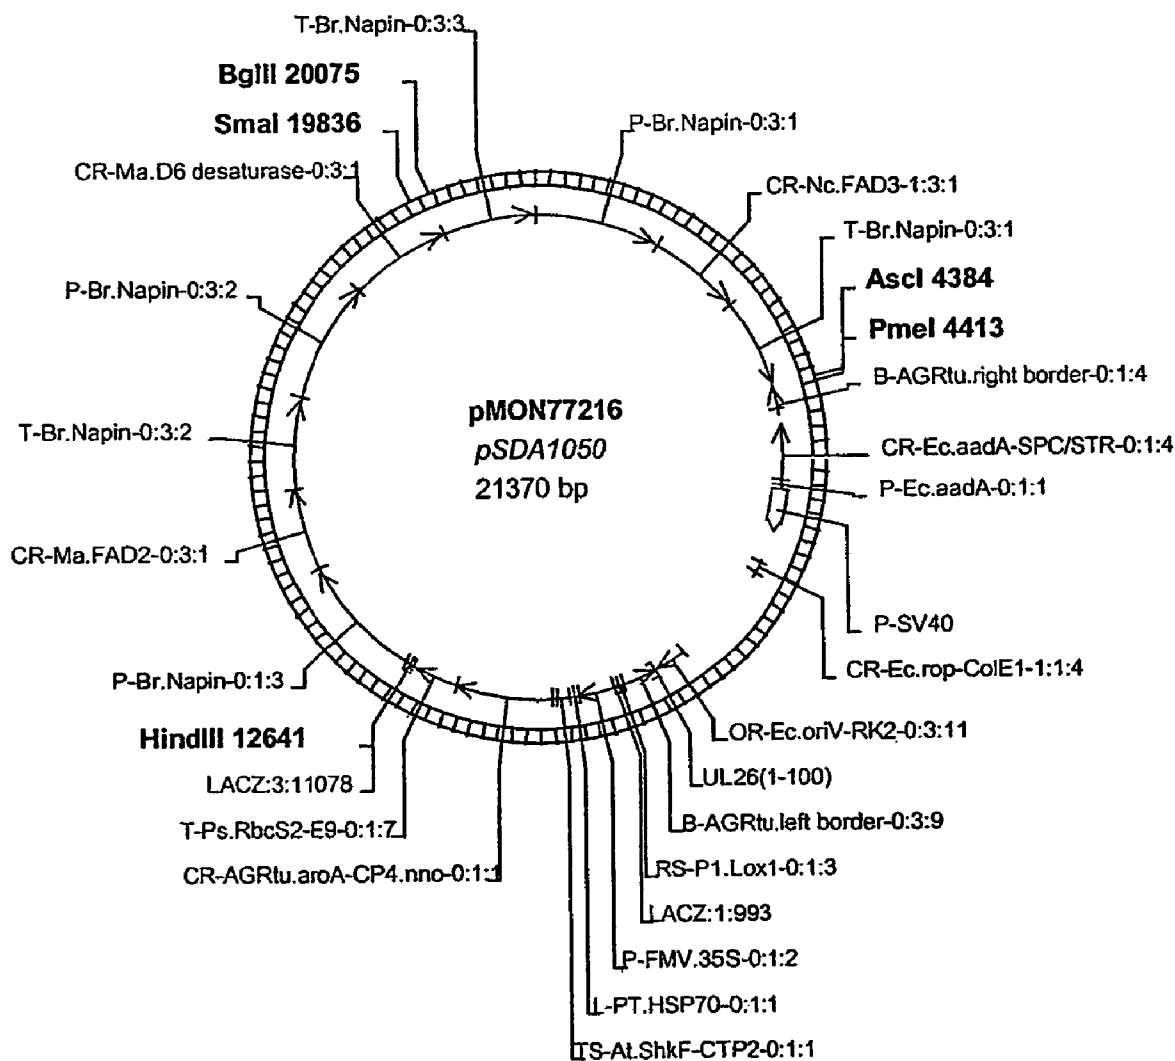 T-Br.Napin-0:3:3
BglII 20075
SmaI 19836
P-Br.Napin-0:3:1
CR-Ma.D6 desaturase-0:3:1
CR-Nc.FAD3-1:3:1
T-Br.Napin-0:3:1
AscI 4384
P-Br.Napin-0:3:2
PmeI 4413
B-AGRtu.right border-0:1:4
pMON77216
pSDA1050
21370 bp
T-Br.Napin-0:3:2
CR-Ec.aadA-SPC/STR-0:1:4
P-Ec.aadA-0:1:1
CR-Ma.FAD2-0:3:1
P-SV40
CR-Ec.rop-ColE1-1:1:4
P-Br.Napin-0:1:3
HindIII 12641
OR-Ec.oriV-RK2-0:3:11
LACZ:3:11078
UL26(1-100)
T-Ps.RbcS2-E9-0:1:7
B-AGRtu.left border-0:3:9
CR-AGRtu.aroA-CP4.nno-0:1:1
RS-P1.Lox1-0:1:3
LACZ:1:993
P-FMV.35S-0:1:2
L-PT.HSP70-0:1:1
TS-At.ShkF-CTP2-0:1:1